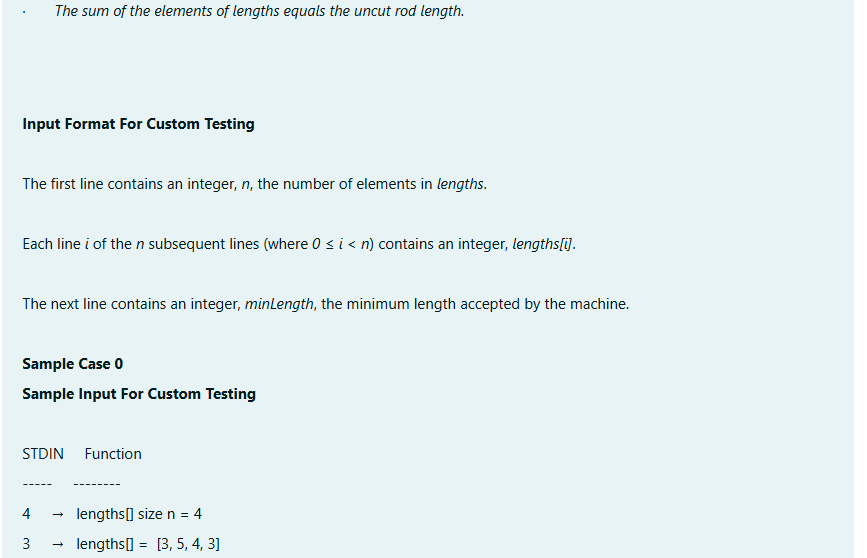 · The sum of the elements of lengths equals the uncut rod length.
Input Format For Custom Testing
The first line contains an integer, n, the number of elements in lengths.
Each line i of the n subsequent lines (where 0 ≤ i < n) contains an integer, lengths[i].
The next line contains an integer, minLength, the minimum length accepted by the machine.
Sample Case 0
Sample Input For Custom Testing
STDIN Function
----- --------
4 → lengths[] size n = 4
3 → lengths[] = [3, 5, 4, 3]